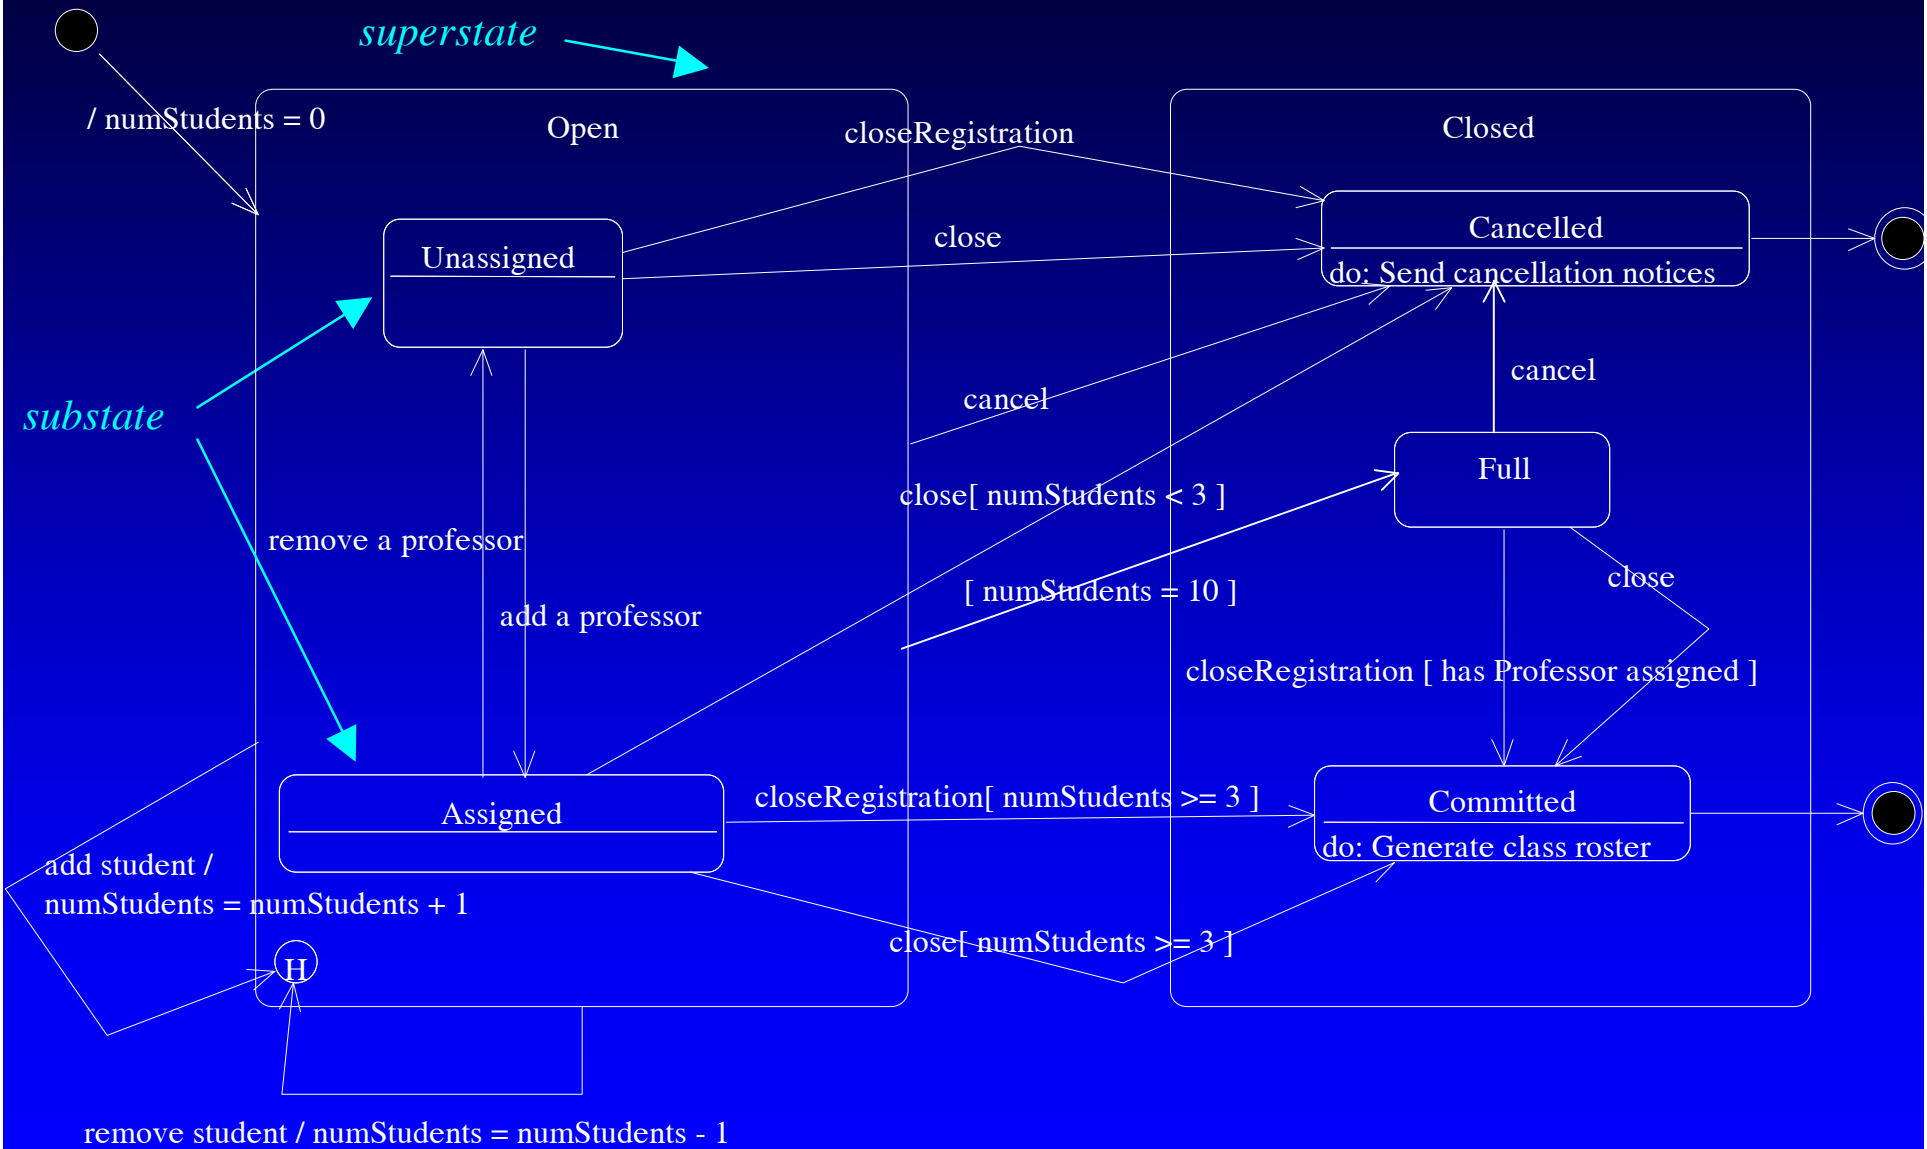 superstate
/ numStudents = 0
Open
closeRegistration
Closed
Unassigned
close
Cancelled
do: Send cancellation notices
substate
cancel
cancel
close[ numStudents < 3 ]
Full
remove a professor
[ numStudents = 10 ]
close
add a professor
closeRegistration [ has Professor assigned ]
Assigned
closeRegistration[ numStudents >= 3 ]
Committed
do: Generate class roster
add student /
numStudents = numStudents + 1
close[ numStudents >= 3 ]
H
remove student / numStudents = numStudents - 1